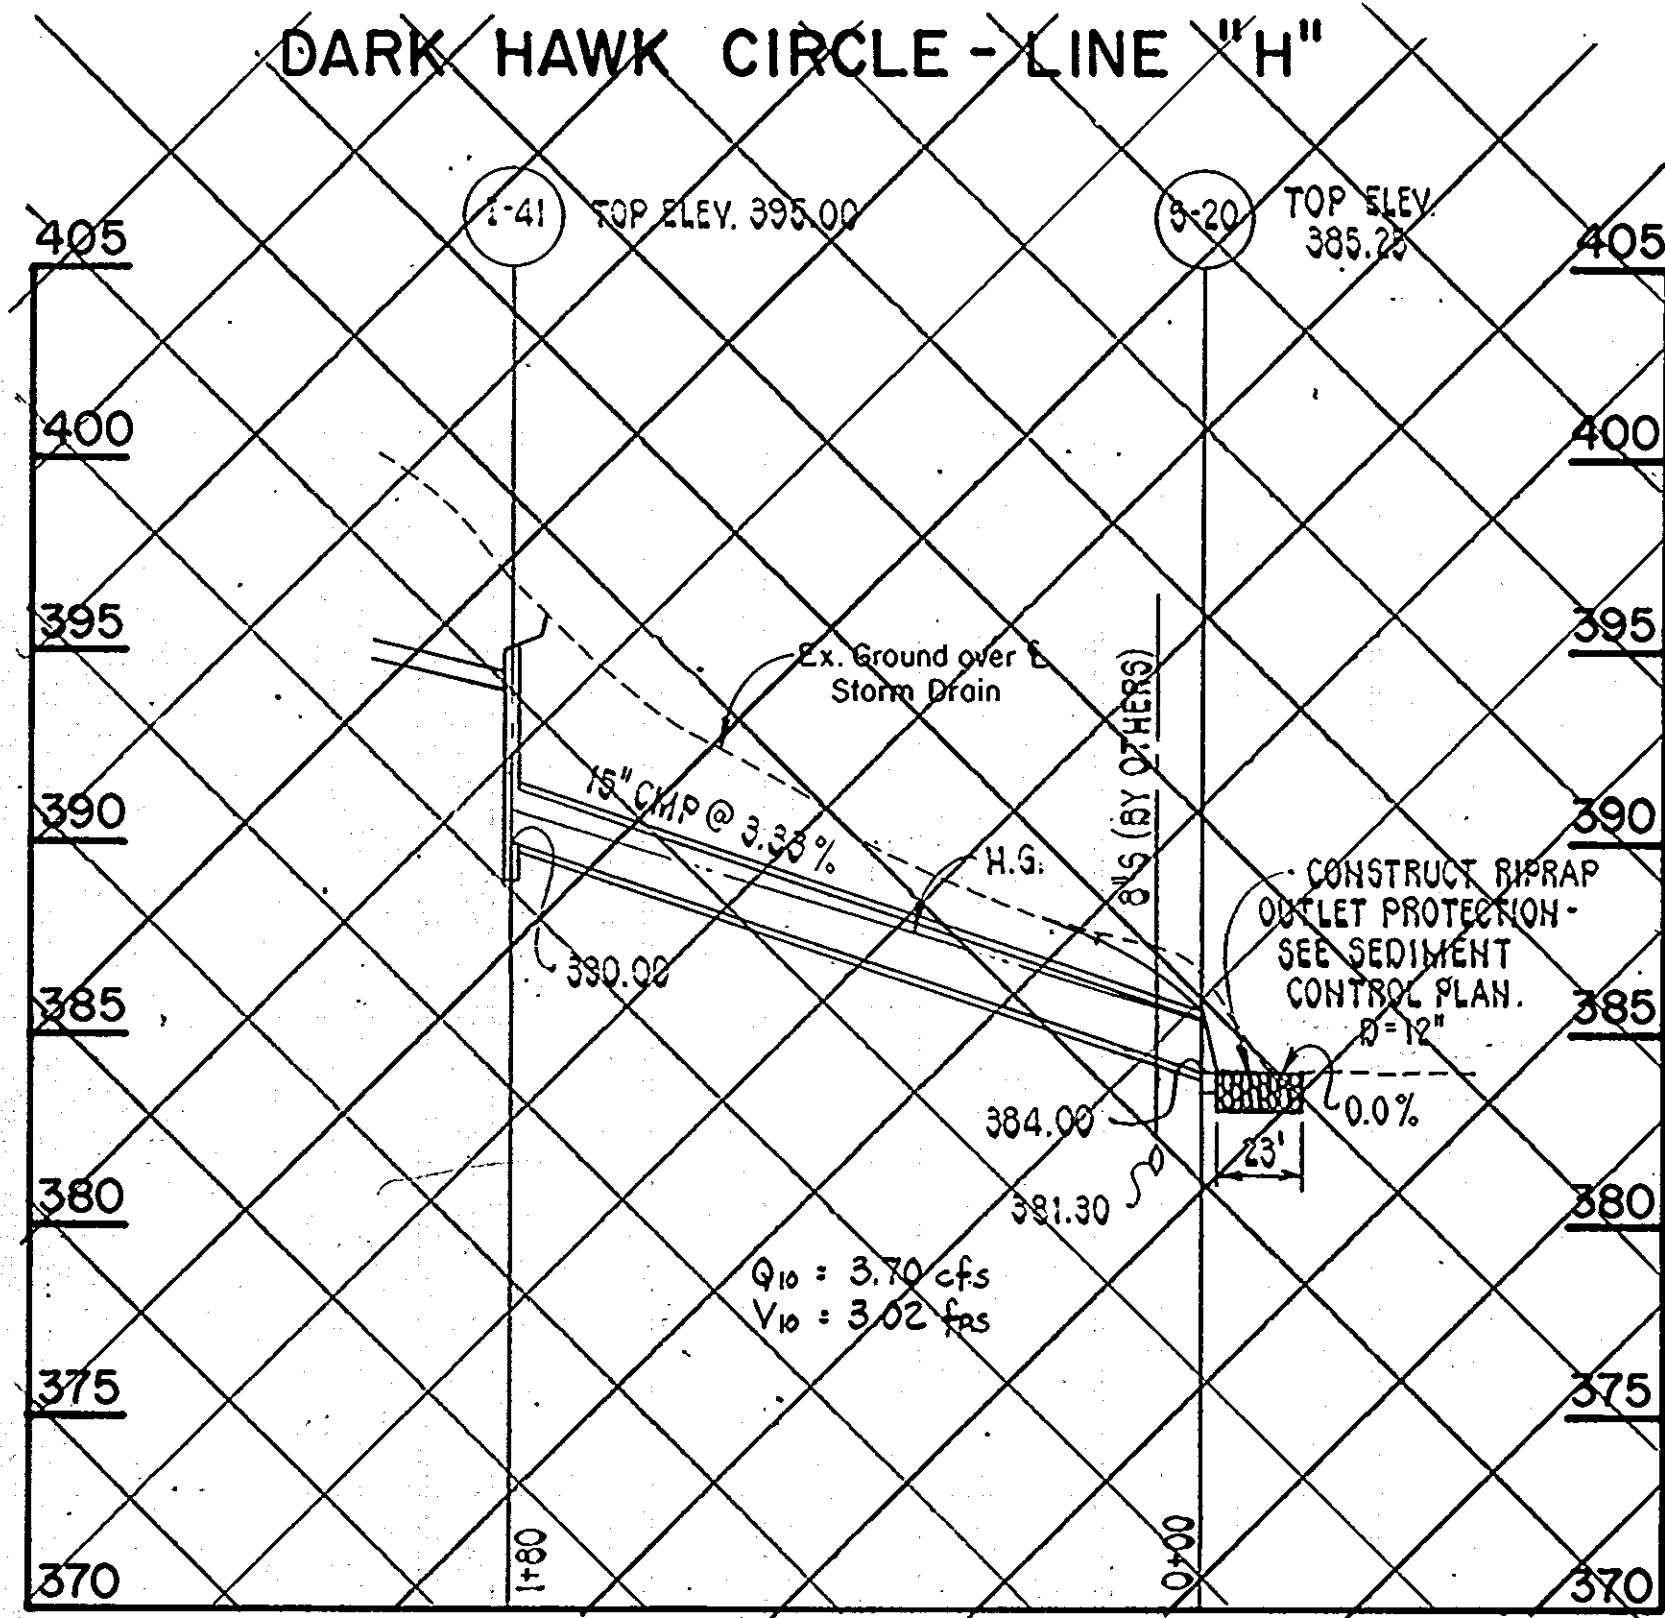 DARK HAWK CIRCLE - LINE "H"
I-41 TOP ELEV. 395.00
S-20 TOP ELEV.
385.25
405 405
400 400
395 395
390 390
385 385
380 380
375 375
370 370
Ex. Ground over ℄
Storm Drain
15" CMP @ 3.33%
H.G.
8" S (BY OTHERS)
CONSTRUCT RIPRAP
OUTLET PROTECTION -
SEE SEDIMENT
CONTROL PLAN.
D=12"
390.00
384.00
0.0%
23'
381.30
Q10 = 3.70 cfs
V10 = 3.02 fps
1+80
0+00